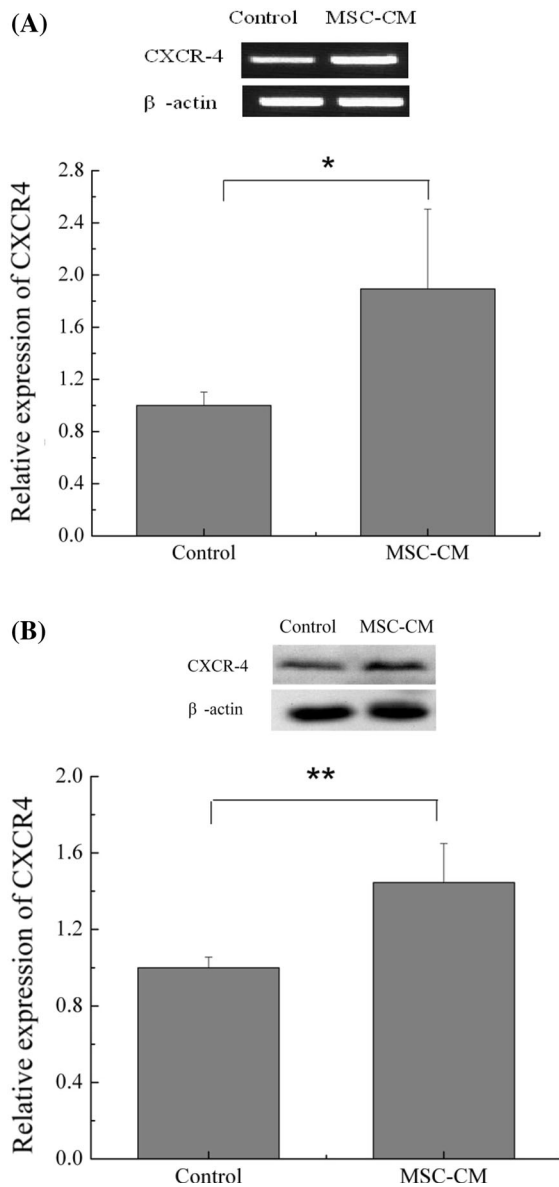 (A)
Control MSC-CM
CXCR-4
β -actin
*
Relative expression of CXCR4
2.8
2.4
2.0
1.6
1.2
0.8
0.4
0.0
Control MSC-CM
(B)
Control MSC-CM
CXCR-4
β -actin
**
Relative expression of CXCR4
2.0
1.6
1.2
0.8
0.4
0.0
Control MSC-CM